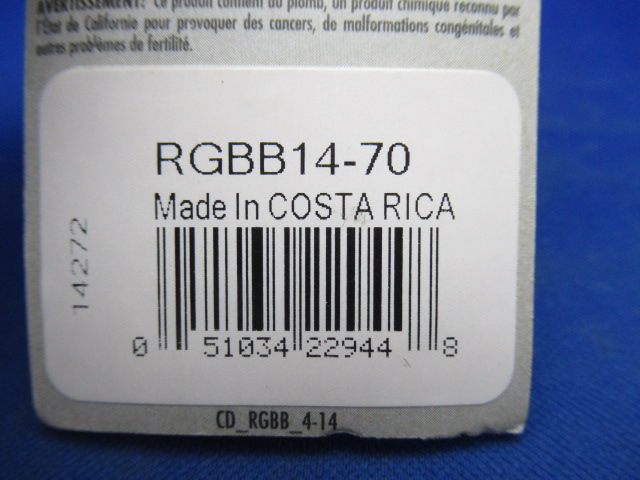 AVERTISSEMENT: Ce produit contient du plomb, un produit chimique reconnu par
l'État de Californie pour provoquer des cancers, de malformations congénitales et
autres problèmes de fertilité.
RGBB14-70
Made In COSTA RICA
14272
0 51034 22944 8
CD_RGBB_4-14